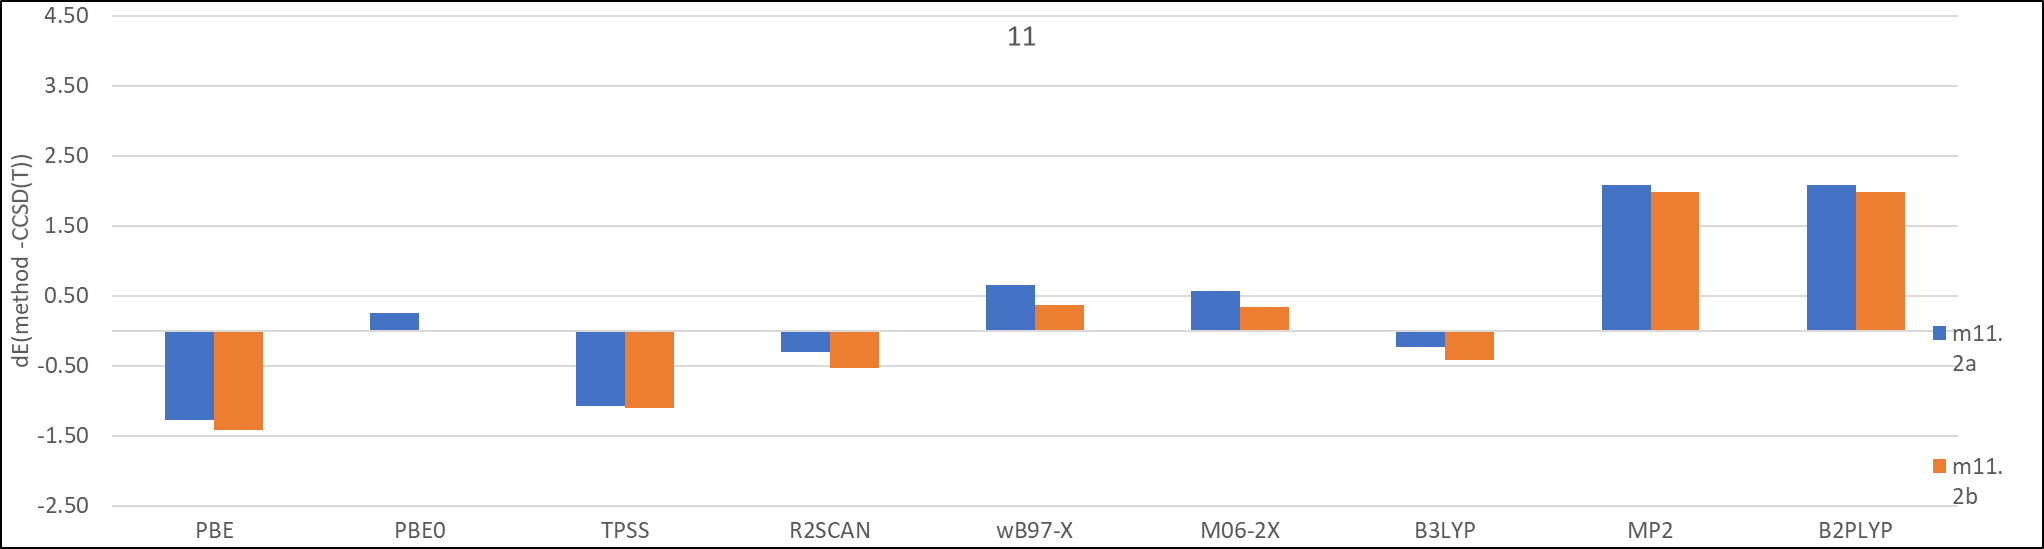 11
4.50
3.50
2.50
1.50
0.50
-0.50
-1.50
-2.50
dE(method -CCSD(T))
PBE PBE0 TPSS R2SCAN wB97-X M06-2X B3LYP MP2 B2PLYP
m11.
2a
m11.
2b